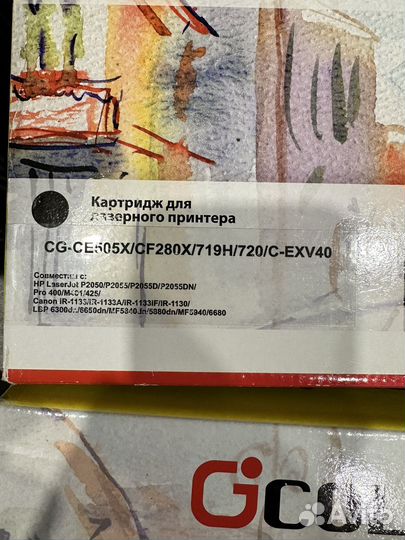 Картридж для
лазерного принтера
CG-CE505X/CF280X/719H/720/C-EXV40
Совместим с:
HP LaserJet P2050/P2055/P2055D/P2055DN/
Pro 400/M401/425/
Canon IR-1133/IR-1133A/IR-1133IF/IR-1130/
LBP 6300dn/6650dn/MF5840dn/5880dn/MF5940/6680
Avito